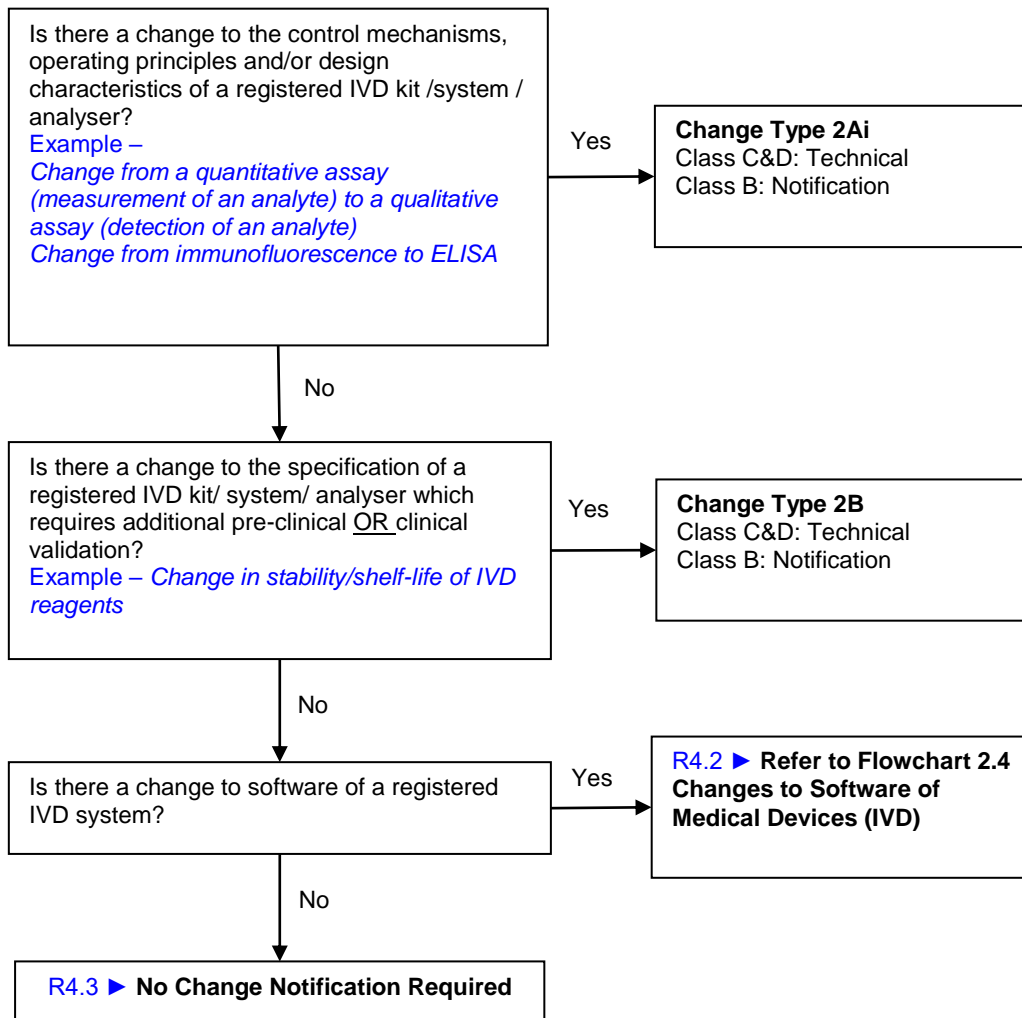 Is there a change to the control mechanisms,
operating principles and/or design
characteristics of a registered IVD kit /system /
analyser?
Example –
Change from a quantitative assay
(measurement of an analyte) to a qualitative
assay (detection of an analyte)
Change from immunofluorescence to ELISA
Yes
Change Type 2Ai
Class C&D: Technical
Class B: Notification
No
Is there a change to the specification of a
registered IVD kit/ system/ analyser which
requires additional pre-clinical OR clinical
validation?
Example – Change in stability/shelf-life of IVD
reagents
Yes
Change Type 2B
Class C&D: Technical
Class B: Notification
No
Is there a change to software of a registered
IVD system?
Yes
R4.2 ► Refer to Flowchart 2.4
Changes to Software of
Medical Devices (IVD)
No
R4.3 ► No Change Notification Required